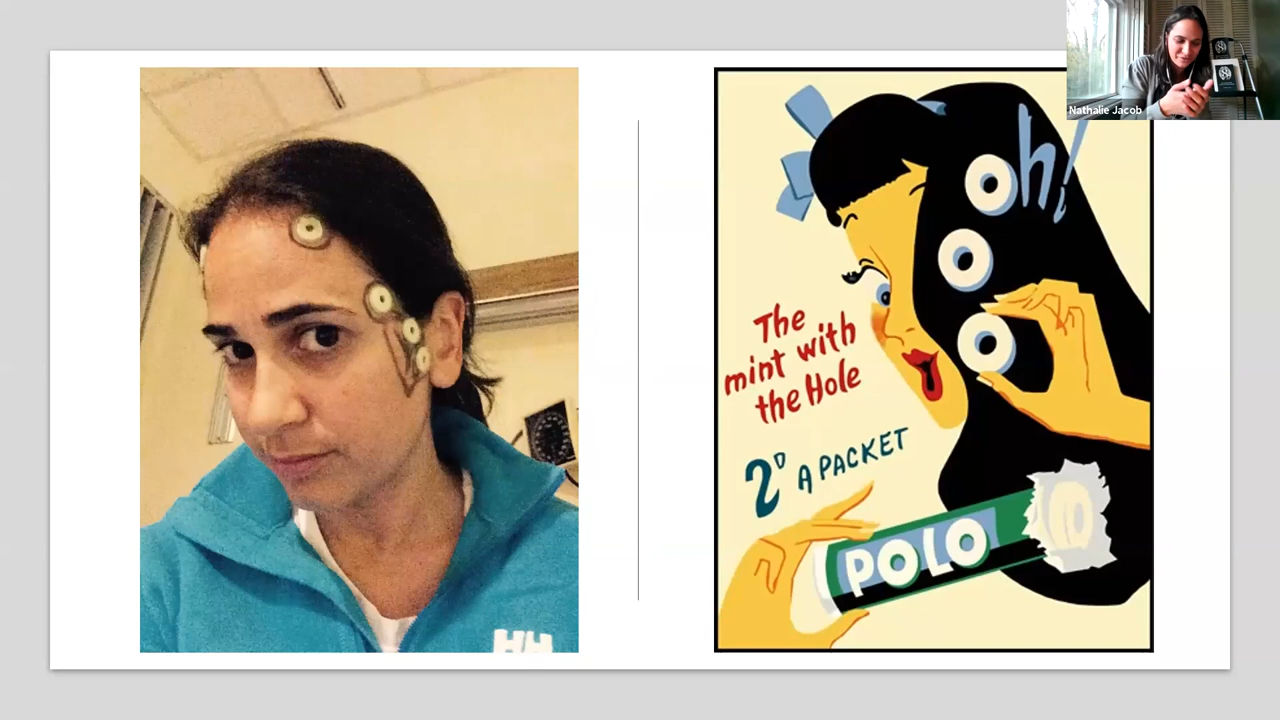 Nathalie Jacob
oh!
The
mint with
the Hole
2D A PACKET
POLO
HH